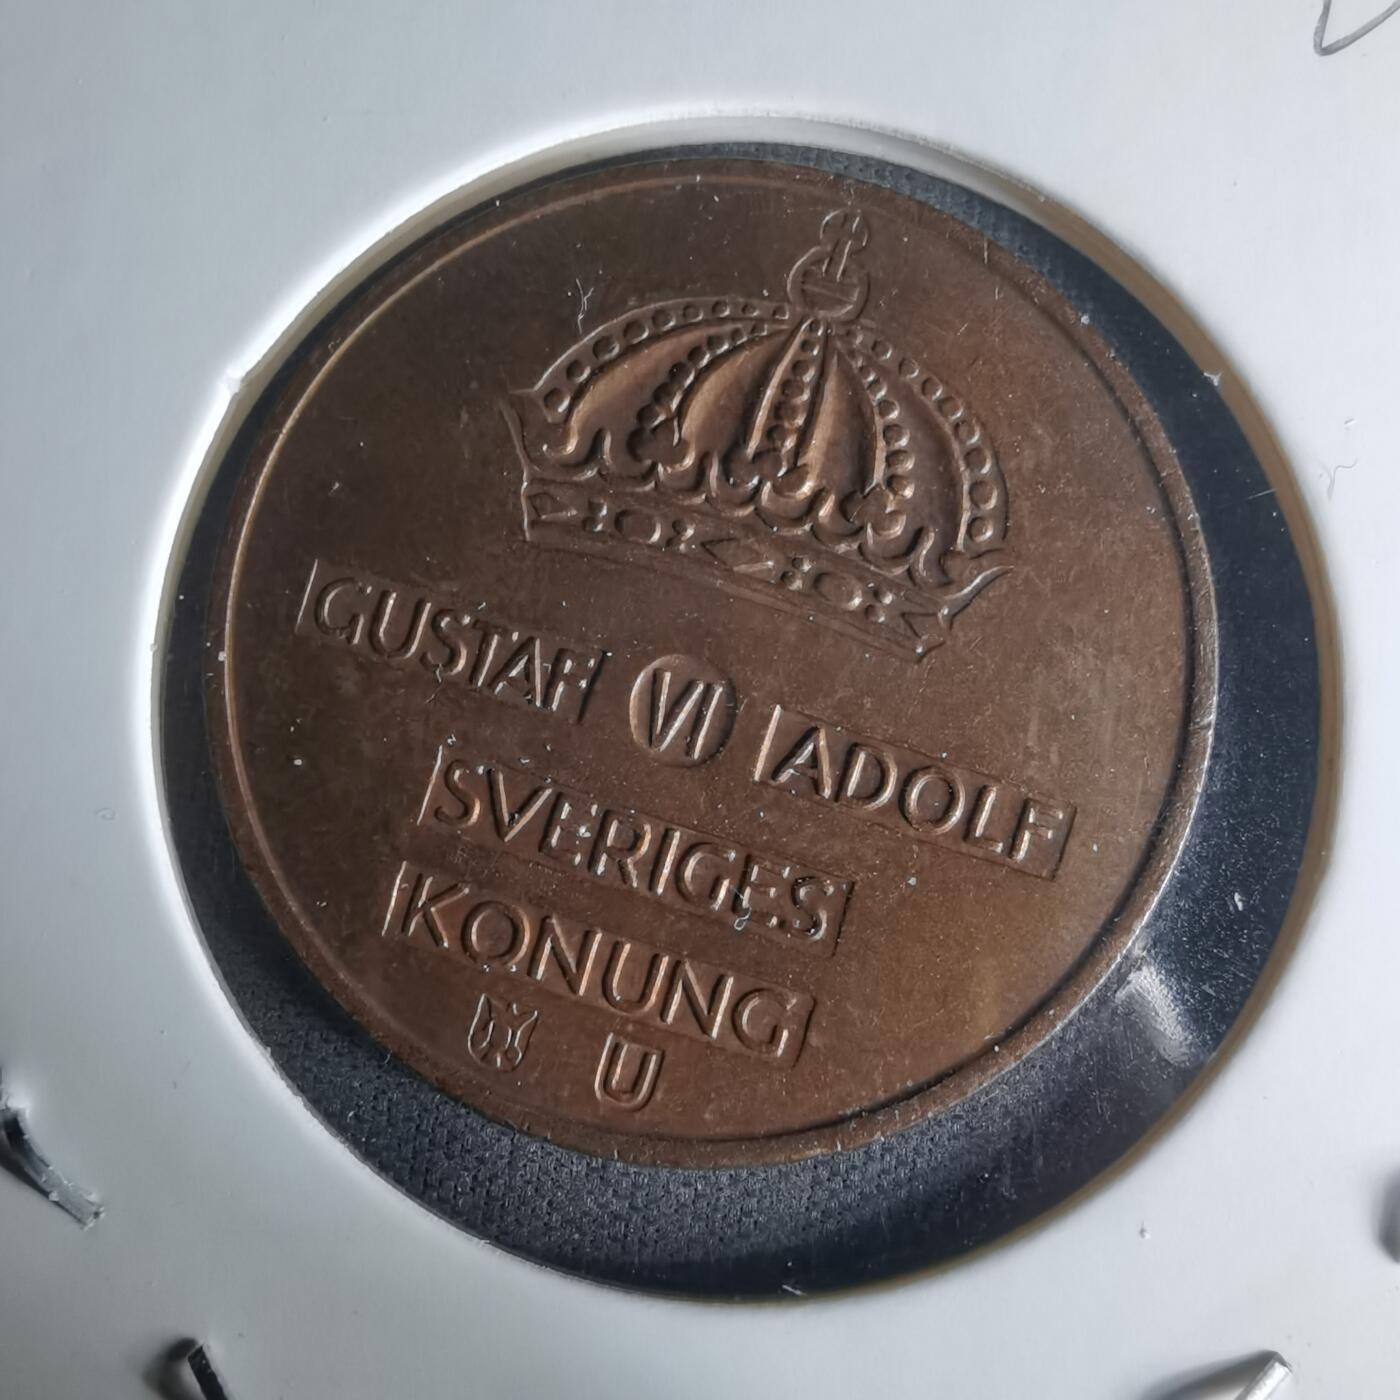 GUSTAF VI ADOLF
SVERIGES
KONUNG
U